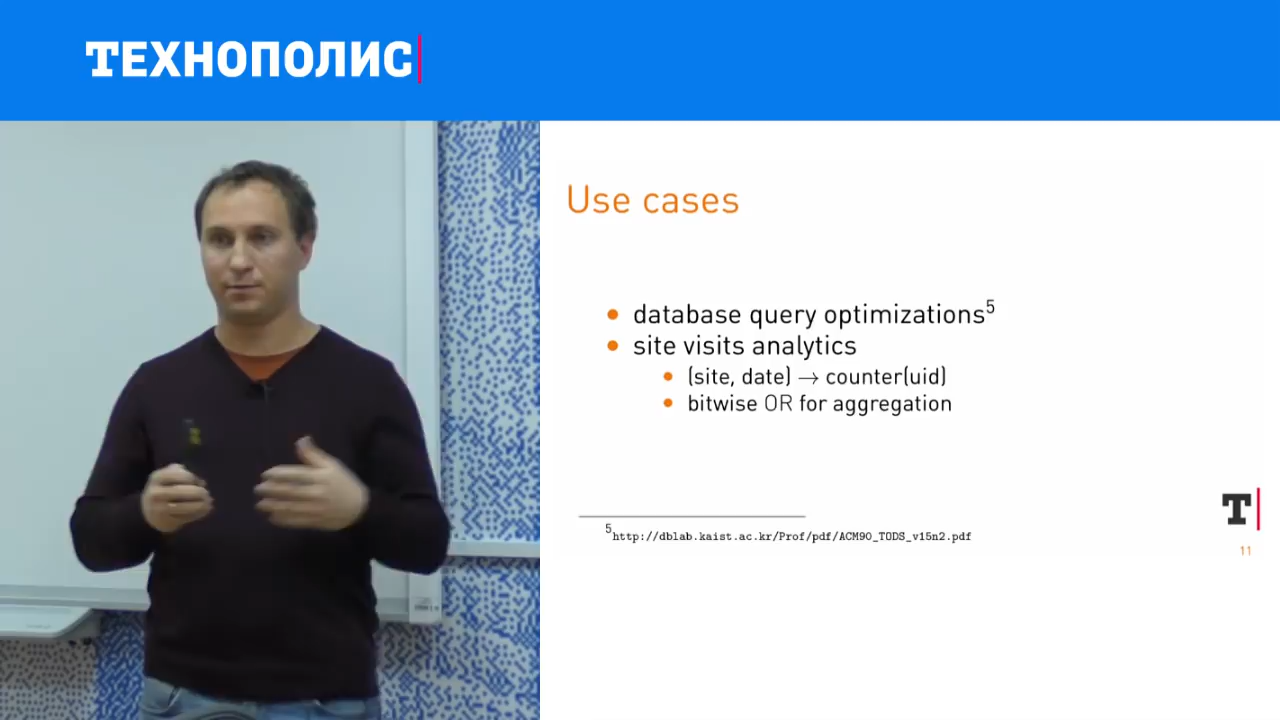 ТЕХНОПОЛИС
Use cases
• database query optimizations⁵
• site visits analytics
• (site, date) → counter(uid)
• bitwise OR for aggregation
⁵http://dblab.kaist.ac.kr/Prof/pdf/ACM90_TODS_v15n2.pdf
T
11